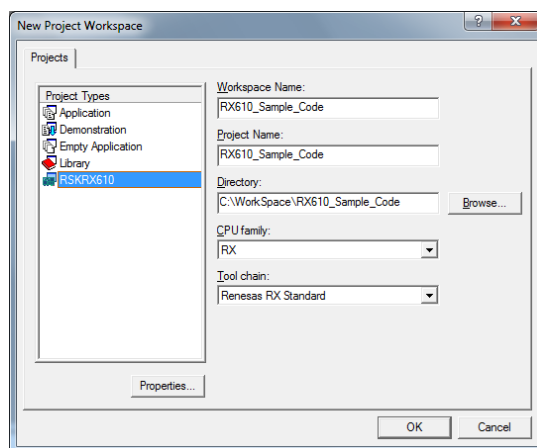 New Project Workspace
Projects
Project Types
Application
Demonstration
Empty Application
Library
RSKRX610
Properties...
Workspace Name:
RX610_Sample_Code
Project Name:
RX610_Sample_Code
Directory:
C:\WorkSpace\RX610_Sample_Code
Browse...
CPU family:
RX
Tool chain:
Renesas RX Standard
OK
Cancel